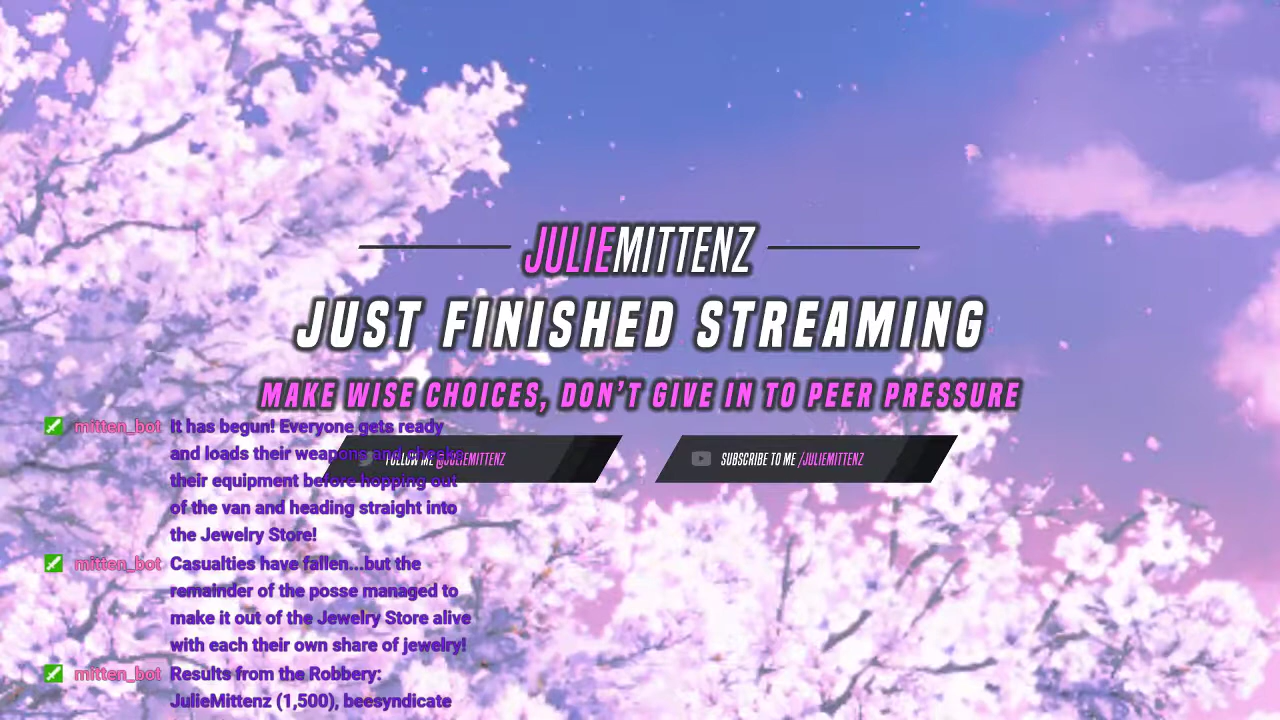 JULIEMITTENZ
JUST FINISHED STREAMING
MAKE WISE CHOICES, DON'T GIVE IN TO PEER PRESSURE
FOLLOW ME @JULIEMITTENZ
SUBSCRIBE TO ME /JULIEMITTENZ
mitten_bot It has begun! Everyone gets ready
and loads their weapons and checks
their equipment before hopping out
of the van and heading straight into
the Jewelry Store!
mitten_bot Casualties have fallen...but the
remainder of the posse managed to
make it out of the Jewelry Store alive
with each their own share of jewelry!
mitten_bot Results from the Robbery:
JulieMittenz (1,500), beesyndicate